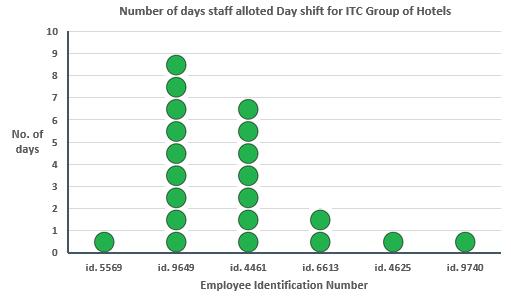 Number of days staff alloted Day shift for ITC Group of Hotels
10
9
8
7
6
5
4
3
2
1
0
No. of
days
id. 5569 id. 9649 id. 4461 id. 6613 id. 4625 id. 9740
Employee Identification Number